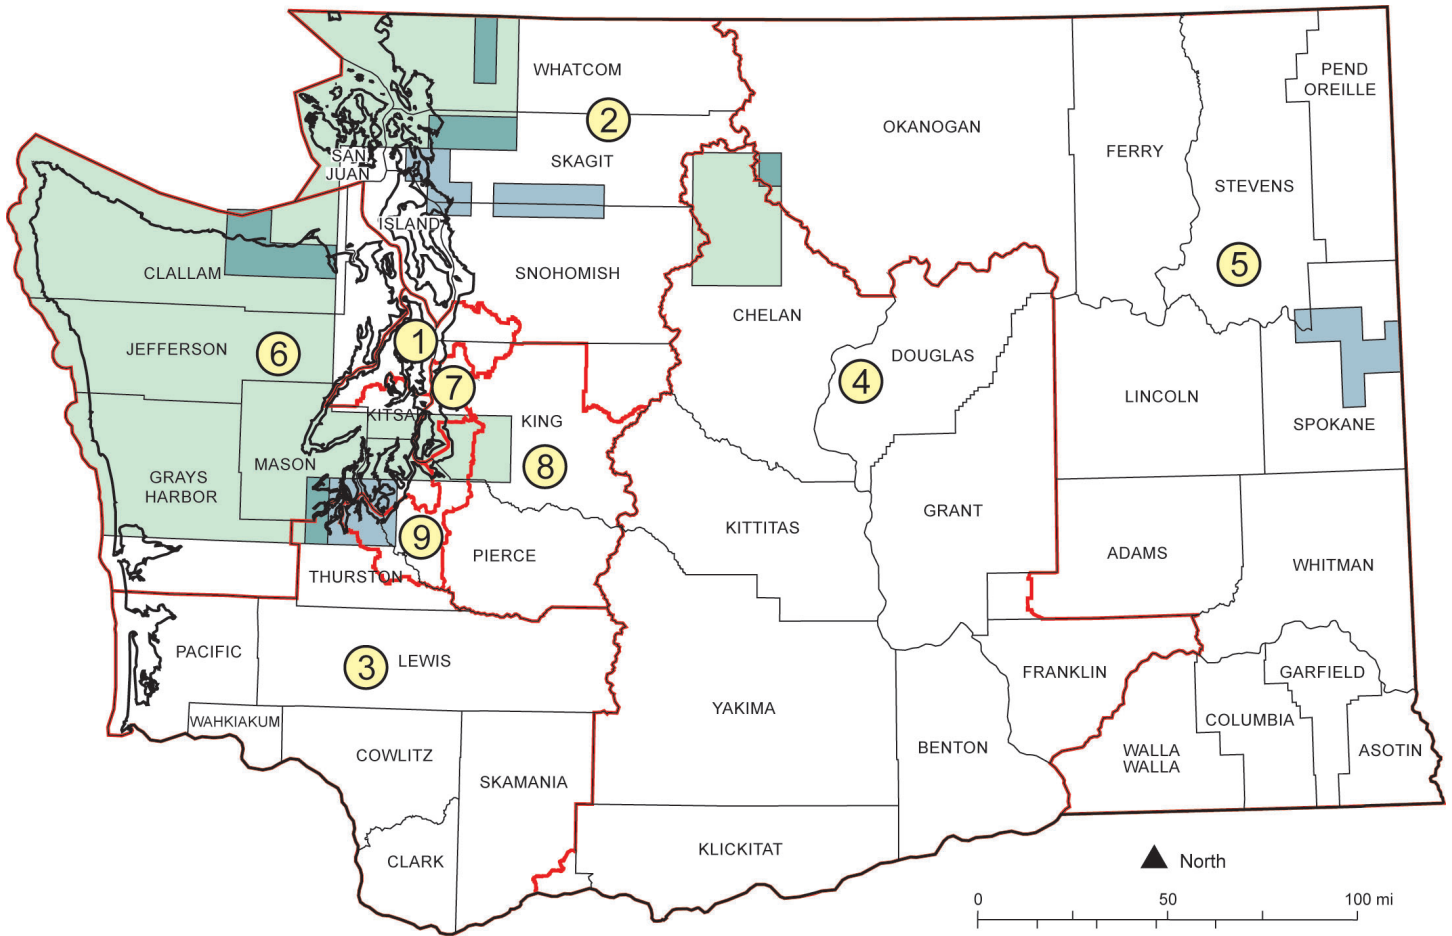 WHATCOM
PEND
OREILLE
2
OKANOGAN
FERRY
SAN
JUAN
SKAGIT
STEVENS
ISLAND
CLALLAM
SNOHOMISH
5
CHELAN
1
JEFFERSON
6
DOUGLAS
4
7
LINCOLN
KITSAP
KING
SPOKANE
MASON
8
GRAYS
HARBOR
GRANT
KITTITAS
9
PIERCE
ADAMS
WHITMAN
THURSTON
PACIFIC
3
LEWIS
FRANKLIN
GARFIELD
YAKIMA
WAHKIAKUM
COLUMBIA
COWLITZ
BENTON
WALLA
WALLA
ASOTIN
SKAMANIA
KLICKITAT
CLARK
North
0 50 100 mi